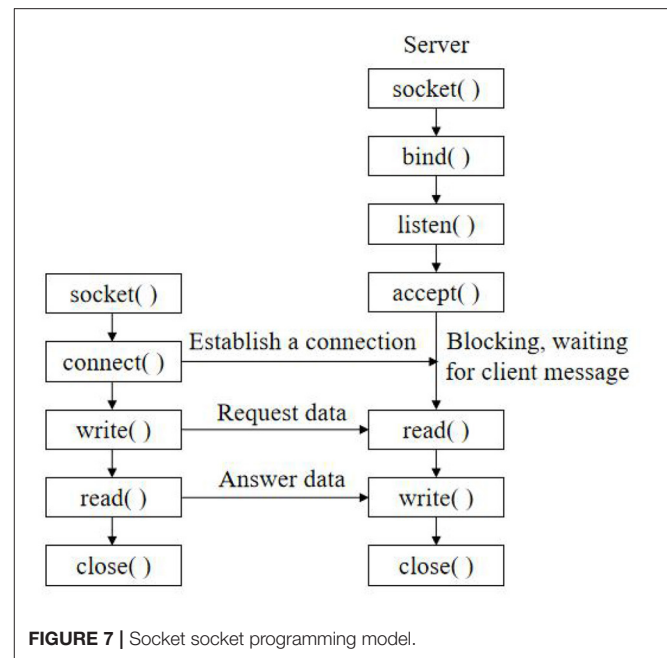 Server
socket( )
bind( )
listen( )
accept( )
socket( )
Establish a connection
Blocking, waiting
for client message
connect( )
Request data
write( )
read( )
Answer data
read( )
write( )
close( )
close( )
FIGURE 7 | Socket socket programming model.